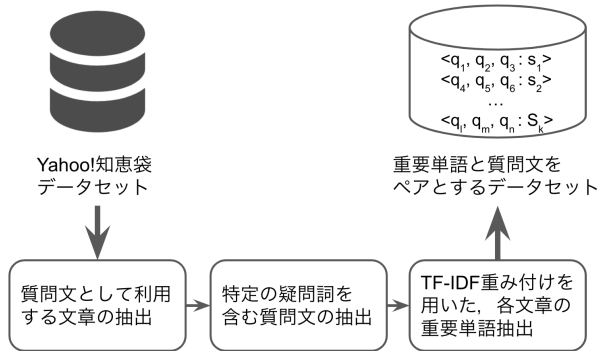 <q1, q2, q3 : s1>
<q4, q5, q6 : s2>
…
<ql, qm, qn : Sk>
Yahoo!知恵袋
データセット
重要単語と質問文を
ペアとするデータセット
質問文として利用
する文章の抽出
特定の疑問詞を
含む質問文の抽出
TF-IDF重み付けを
用いた，各文章の
重要単語抽出